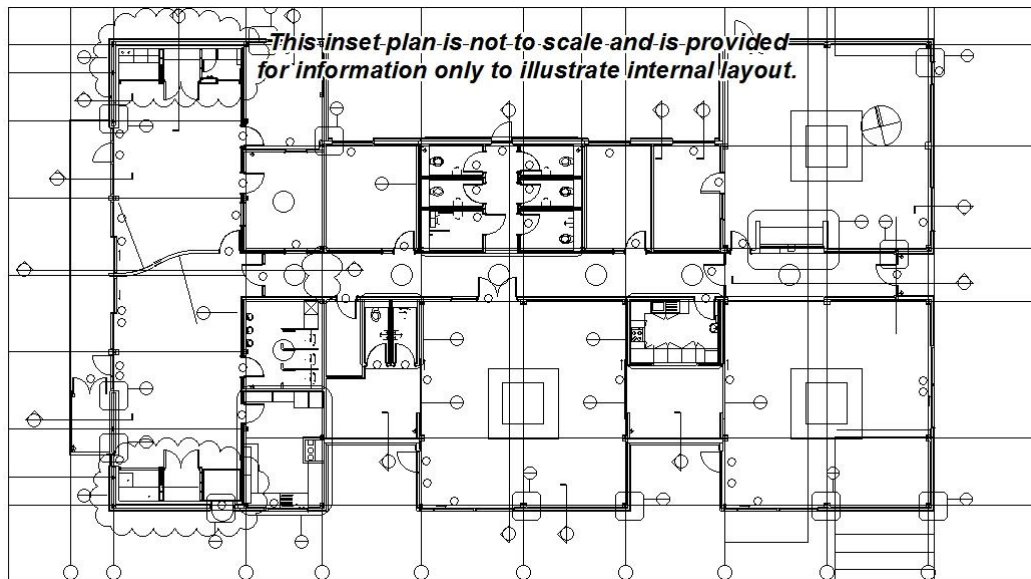 This inset plan is not to scale and is provided
for information only to illustrate internal layout.